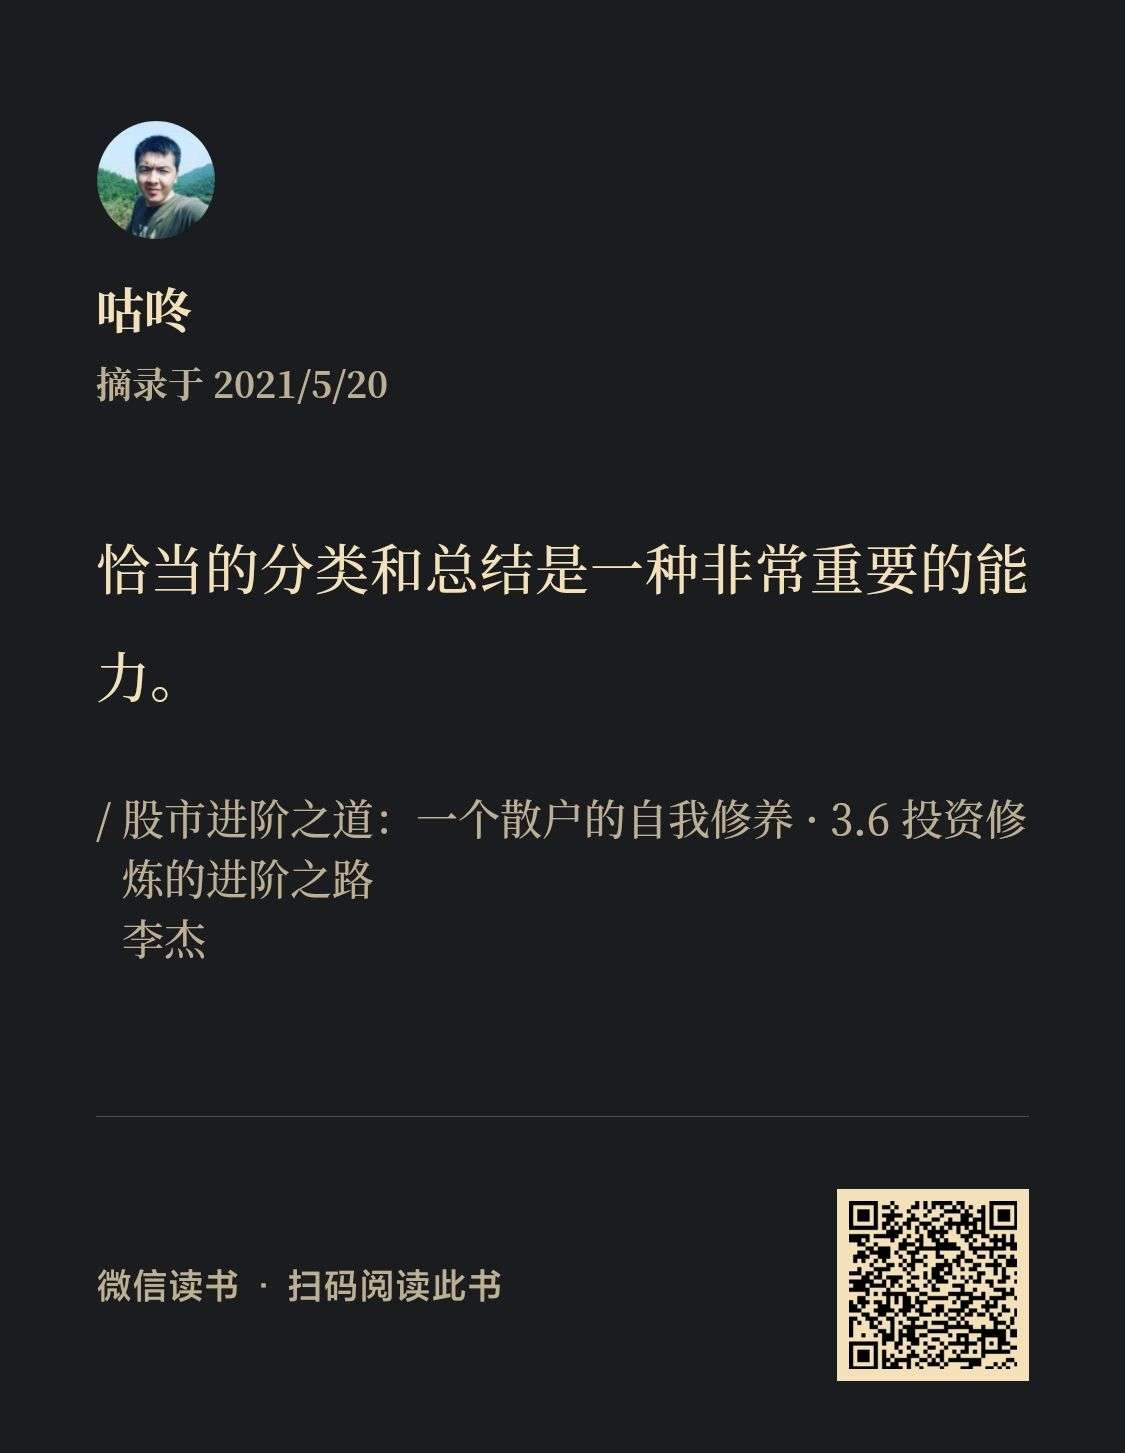 咕咚
摘录于 2021/5/20
恰当的分类和总结是一种非常重要的能
力。
/ 股市进阶之道：一个散户的自我修养 · 3.6 投资修
炼的进阶之路
李杰
微信读书 · 扫码阅读此书